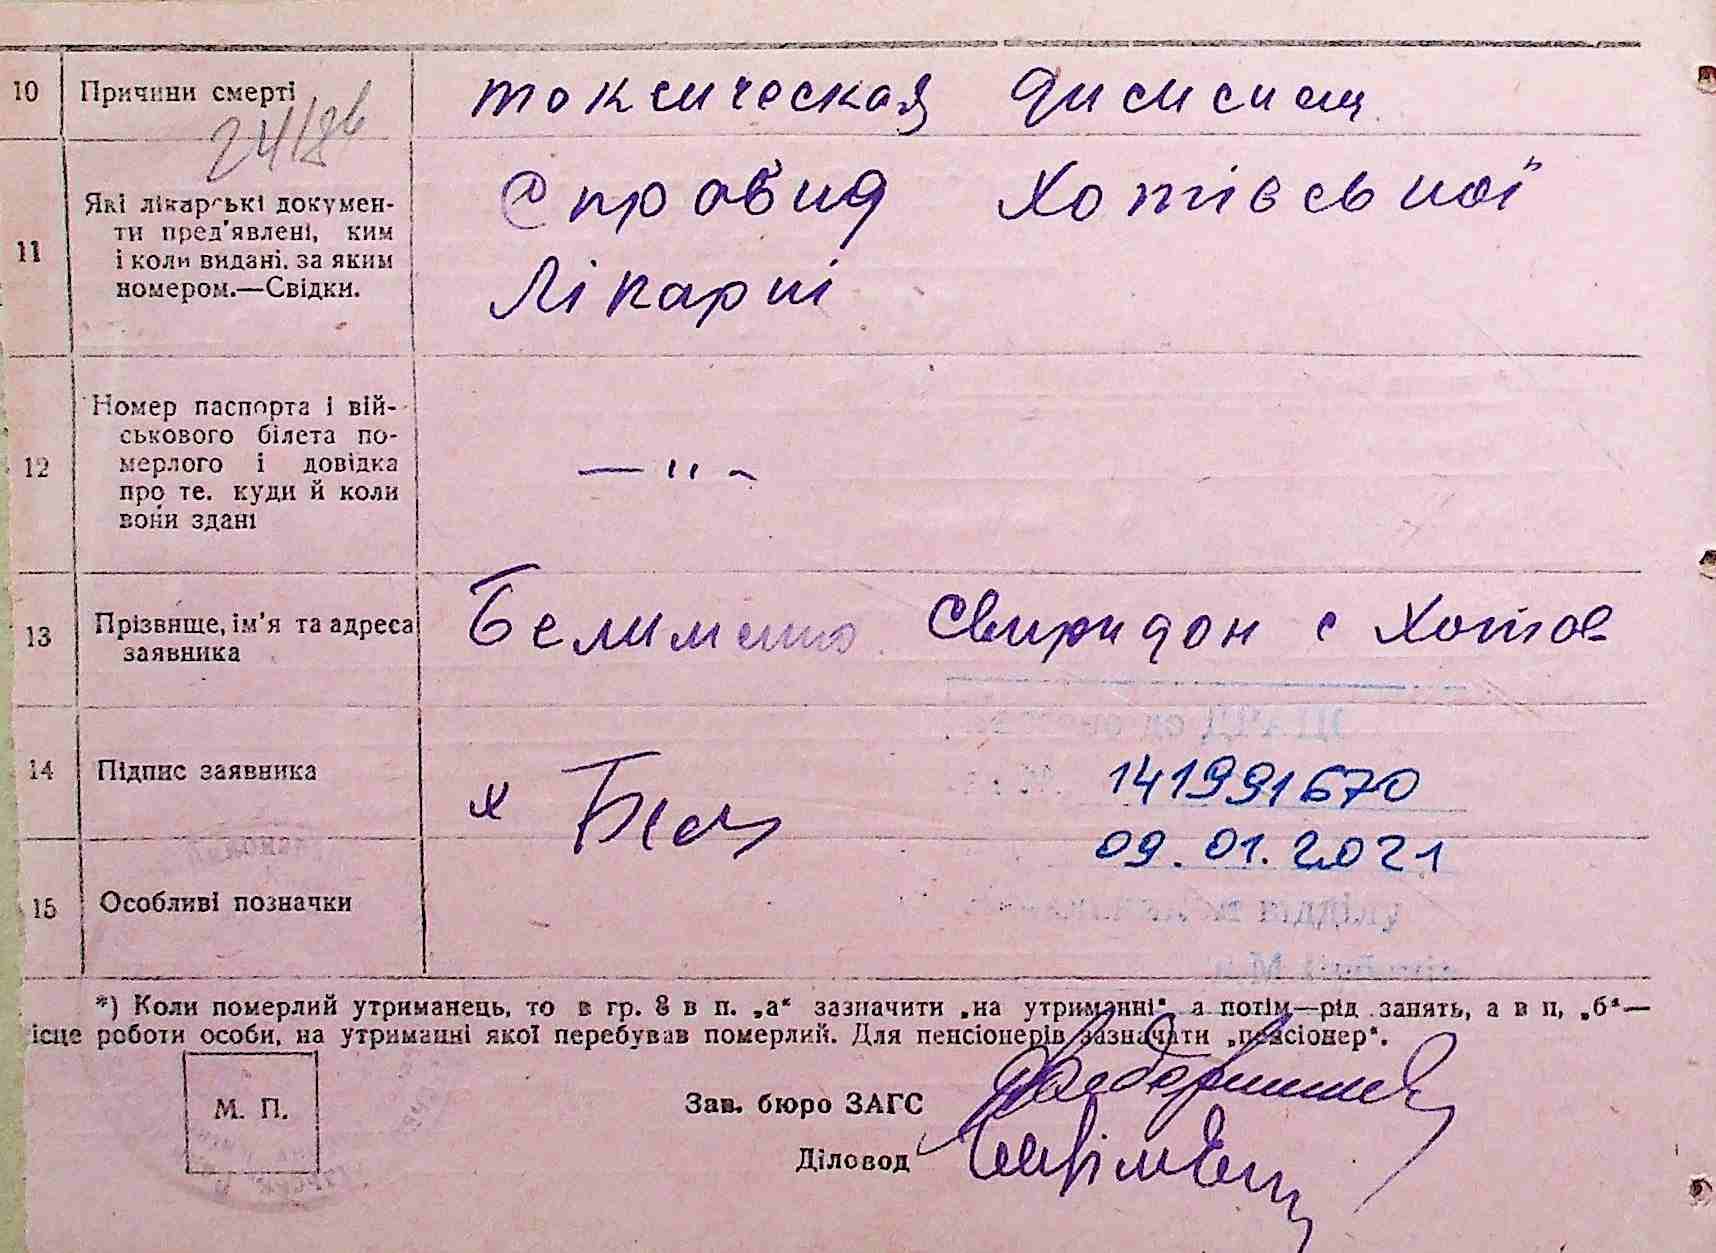 10 Причини смерті токсическая
11 Які лікарські докумен-
ти пред'явлені, ким
і коли видані, за яким
номером.—Свідки.
Справид Хотівської
Лікарні
12 Номер паспорта і вій-
ськового білета по-
мерлого і довідка
про те. куди й коли
вони здані
— " -
13 Прізвище, ім'я та адреса
заявника
Белименко Свиридон с Хотов
14 Підпис заявника
х Бел
141991670
09.01.2021
15 Особливі позначки
*) Коли померлий утриманець, то в гр. 8 в п. „а“ зазначити „на утриманні“ а потім—рід занять, а в п, „б“—
ісце роботи особи, на утриманні якої перебував померлий. Для пенсіонерів зазначати „пенсіонер“.
М. П.
Зав. бюро ЗАГС
Діловод